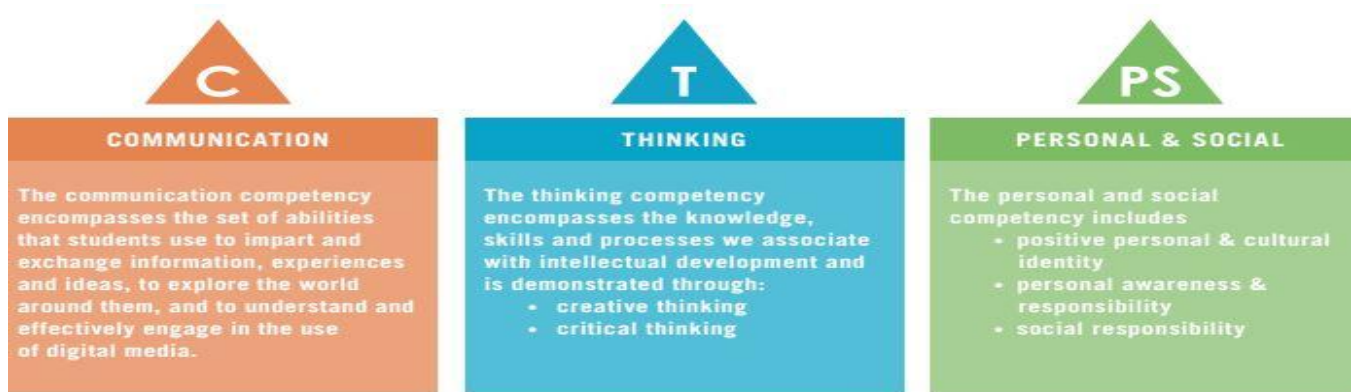 C
COMMUNICATION
The communication competency
encompasses the set of abilities
that students use to impart and
exchange information, experiences
and ideas, to explore the world
around them, and to understand and
effectively engage in the use
of digital media.
T
THINKING
The thinking competency
encompasses the knowledge,
skills and processes we associate
with intellectual development and
is demonstrated through:
• creative thinking
• critical thinking
PS
PERSONAL & SOCIAL
The personal and social
competency includes
• positive personal & cultural
identity
• personal awareness &
responsibility
• social responsibility